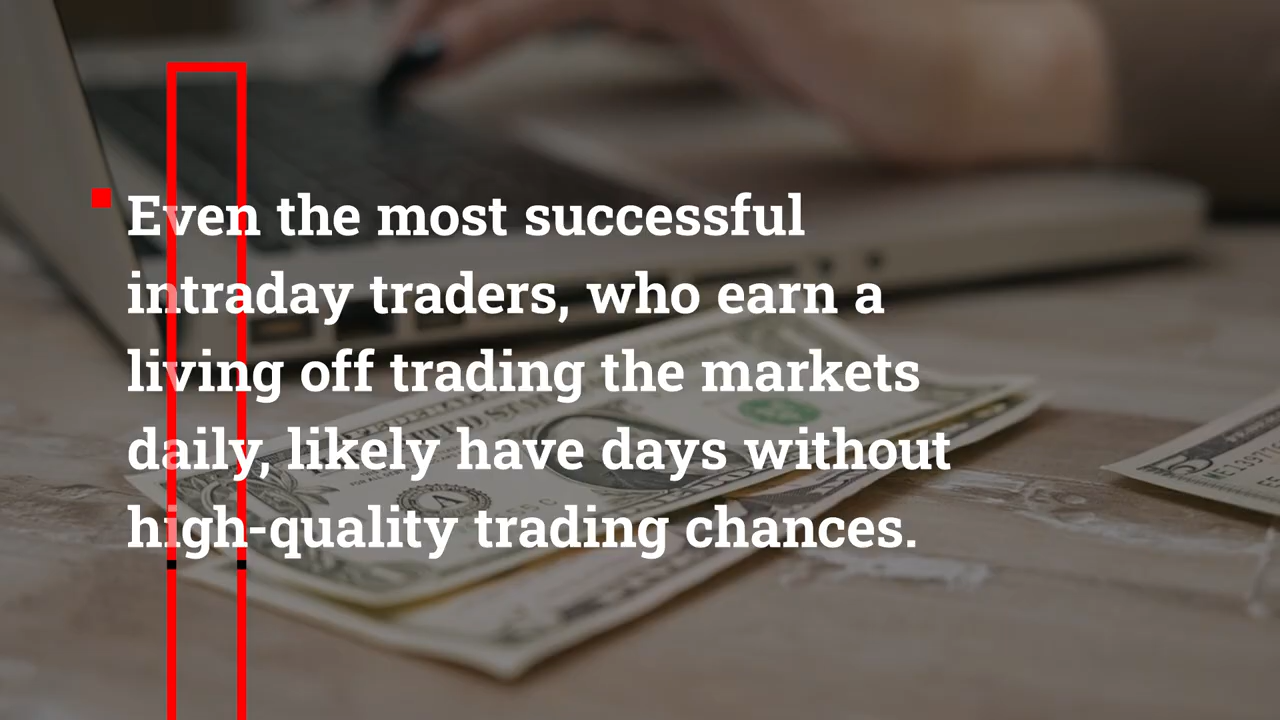 Even the most successful
intraday traders, who earn a
living off trading the markets
daily, likely have days without
high-quality trading chances.